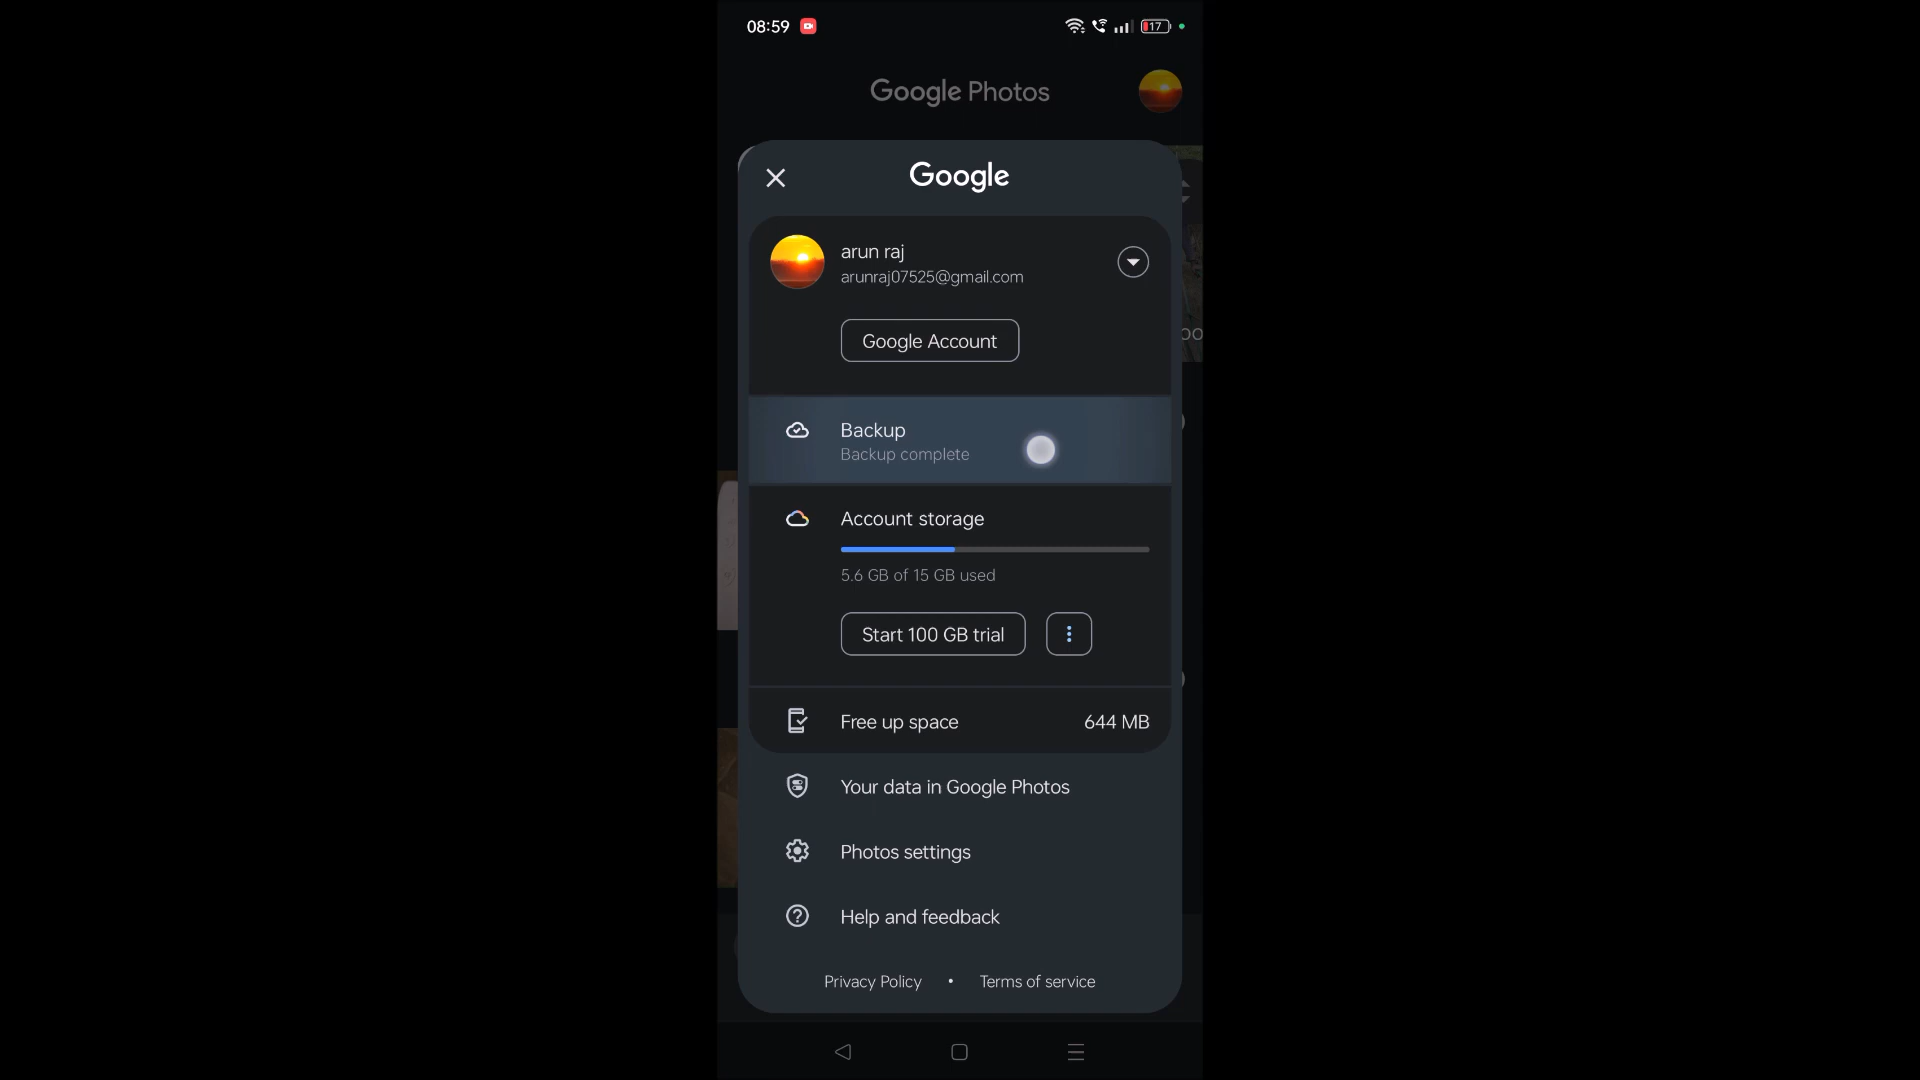 08:59
17
Google Photos
Google
arun raj
arunraj07525@gmail.com
Google Account
Backup
Backup complete
Account storage
5.6 GB of 15 GB used
Start 100 GB trial
Free up space 644 MB
Your data in Google Photos
Photos settings
Help and feedback
Privacy Policy • Terms of service